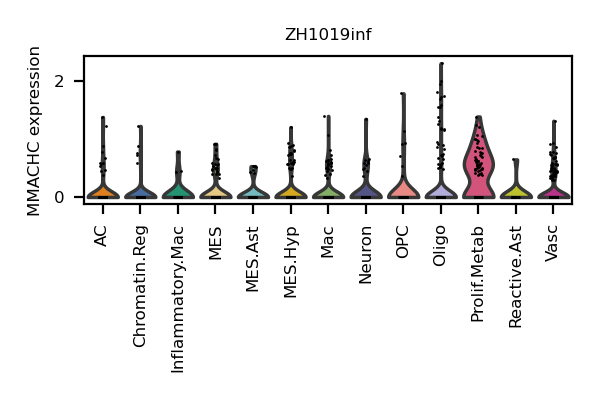 ZH1019inf
MMACHC expression
2
0
AC
Chromatin.Reg
Inflammatory.Mac
MES
MES.Ast
MES.Hyp
Mac
Neuron
OPC
Oligo
Prolif.Metab
Reactive.Ast
Vasc